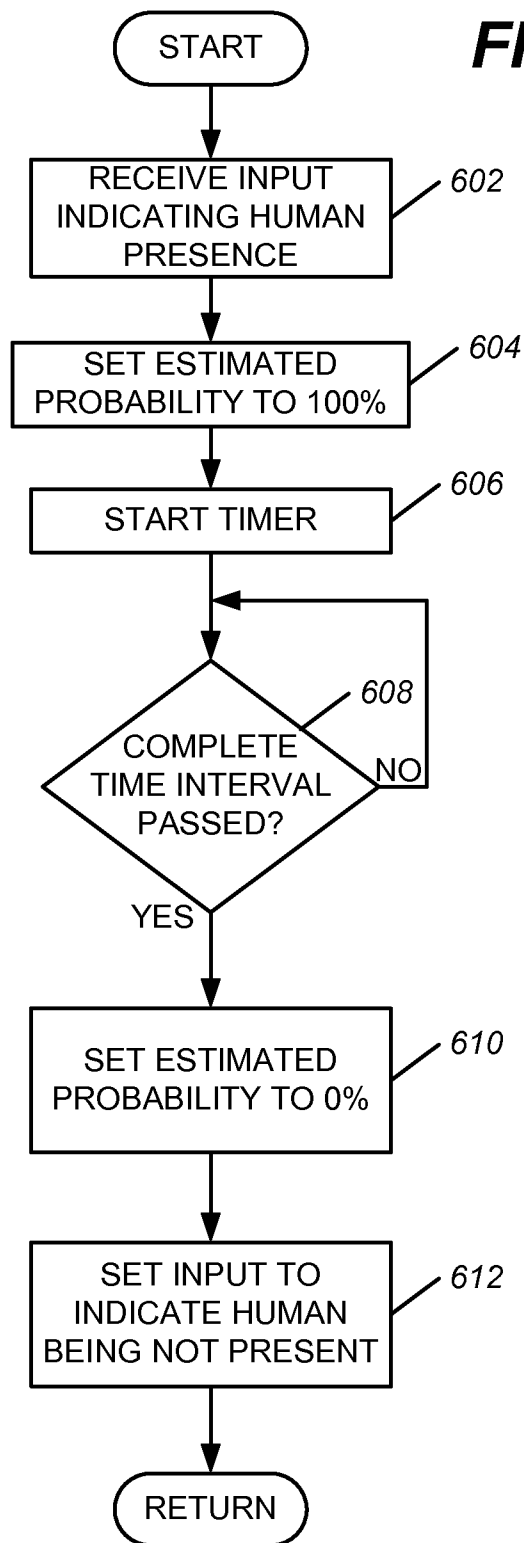 START
FI
RECEIVE INPUT
INDICATING HUMAN
PRESENCE
602
SET ESTIMATED
PROBABILITY TO 100%
604
START TIMER
606
608
COMPLETE
TIME INTERVAL
PASSED?
NO
YES
SET ESTIMATED
PROBABILITY TO 0%
610
SET INPUT TO
INDICATE HUMAN
BEING NOT PRESENT
612
RETURN